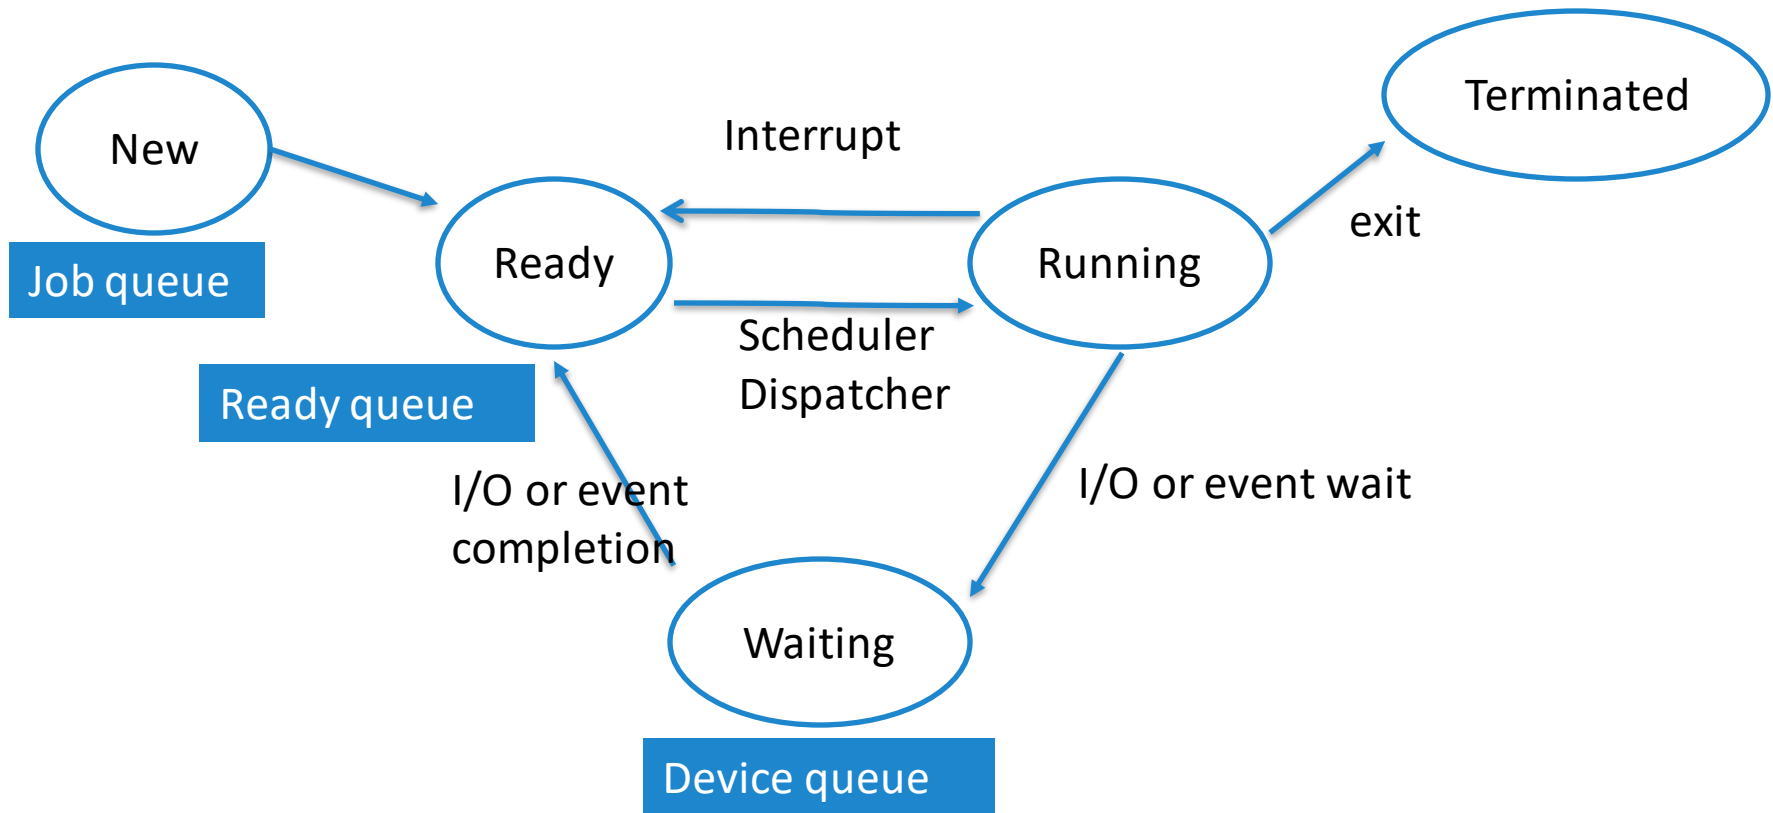 Terminated
New
Interrupt
exit
Ready
Running
Job queue
Scheduler
Dispatcher
Ready queue
I/O or event
completion
I/O or event wait
Waiting
Device queue